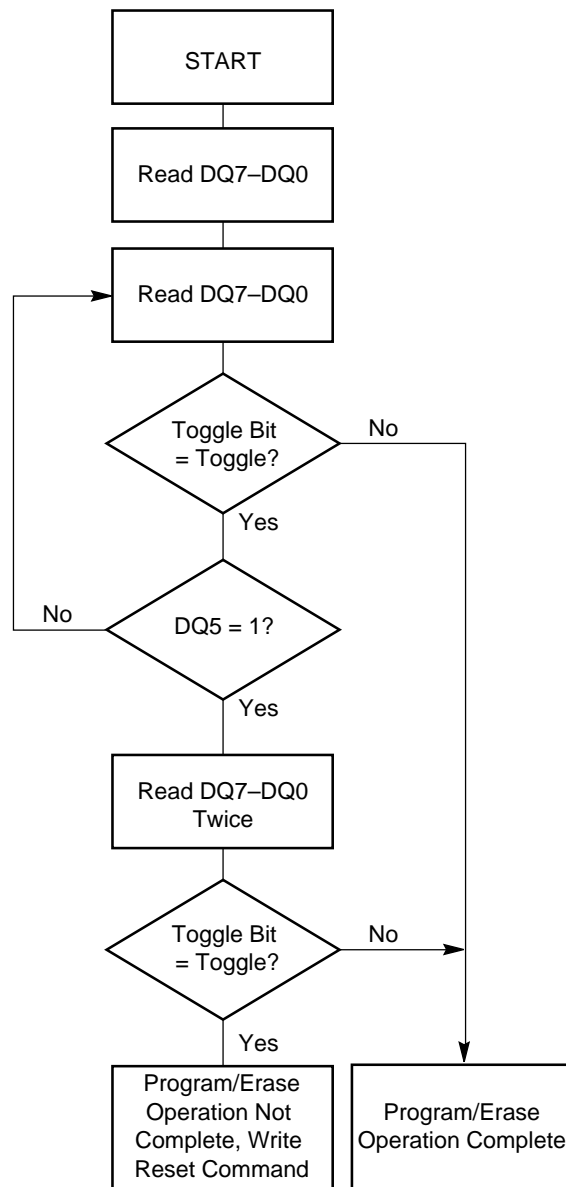 START
Read DQ7–DQ0
Read DQ7–DQ0
Toggle Bit
= Toggle?
No
Yes
No
DQ5 = 1?
Yes
Read DQ7–DQ0
Twice
Toggle Bit
= Toggle?
No
Yes
Program/Erase
Operation Not
Complete, Write
Reset Command
Program/Erase
Operation Complete